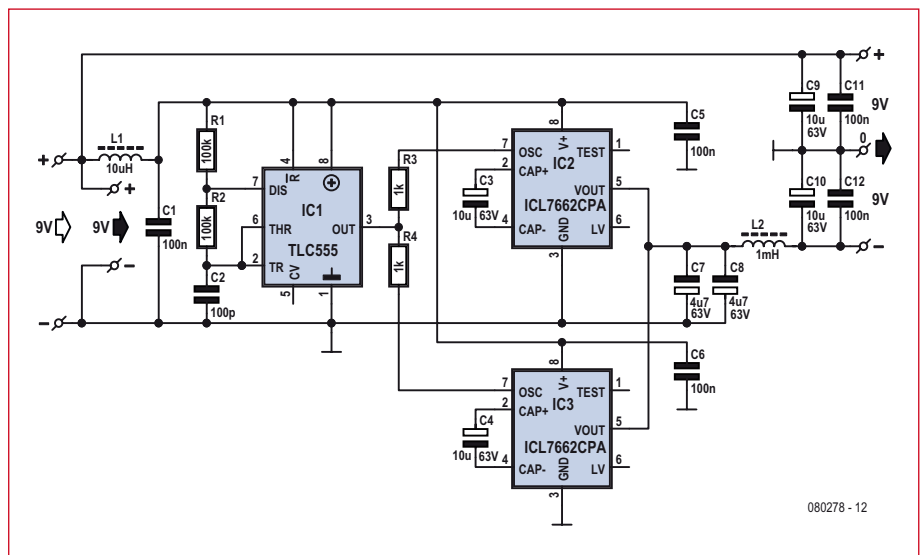 +
9V
L1
10uH
+
9V
-
-
C1
100n
R1
100k
R2
100k
C2
100p
4
R
8
7
DIS
IC1
6
THR
OUT
3
TLC555
2
TR
CV
5
1
R3
1k
R4
1k
7
OSC
8
V+
TEST
1
IC2
2
CAP+
VOUT
5
ICL7662CPA
4
CAP-
GND
LV
6
3
C3
10u
63V
C5
100n
7
OSC
8
V+
TEST
1
IC3
2
CAP+
VOUT
5
ICL7662CPA
4
CAP-
GND
LV
6
3
C4
10u
63V
C6
100n
C7
4u7
63V
C8
4u7
63V
L2
1mH
C9
10u
63V
C11
100n
C10
10u
63V
C12
100n
+
9V
0
9V
-
080278 - 12